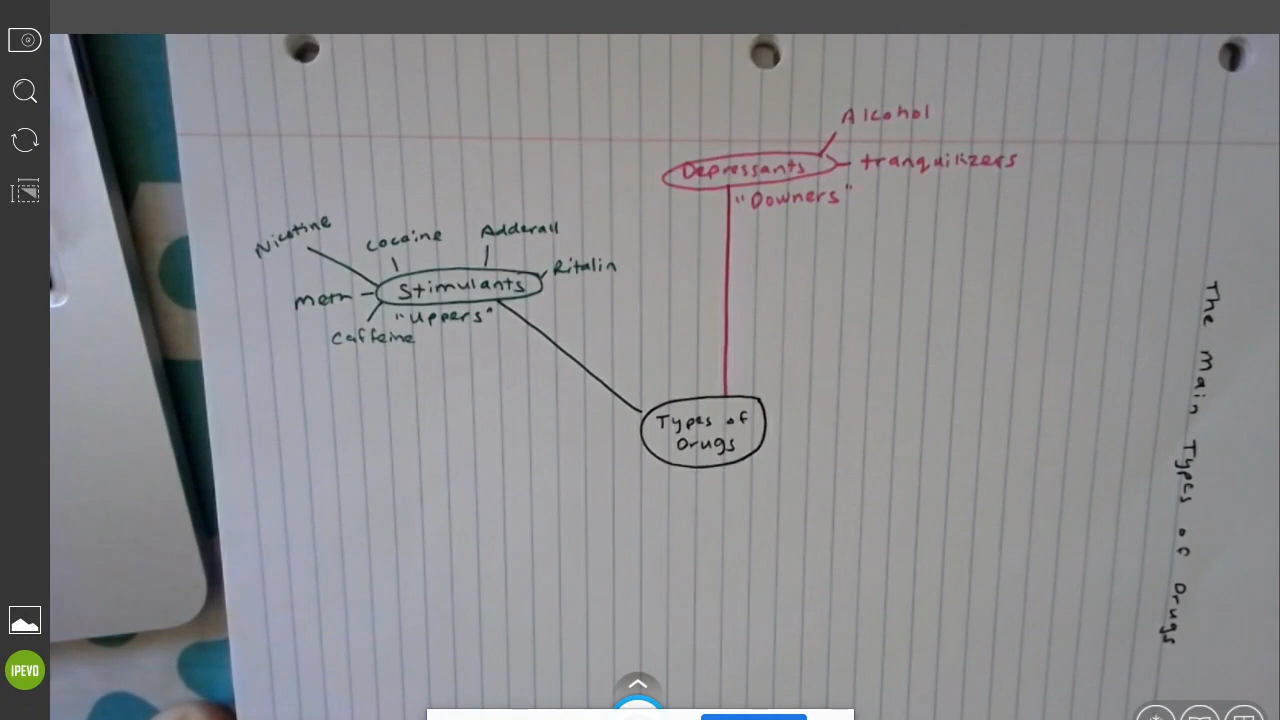 Alcohol
Depressants
tranquilizers
"Downers"
Nicotine
Cocaine
Adderall
Ritalin
Stimulants
Meth
"Uppers"
Caffeine
Types of
Drugs
The Main Types of Drugs
IPEVO